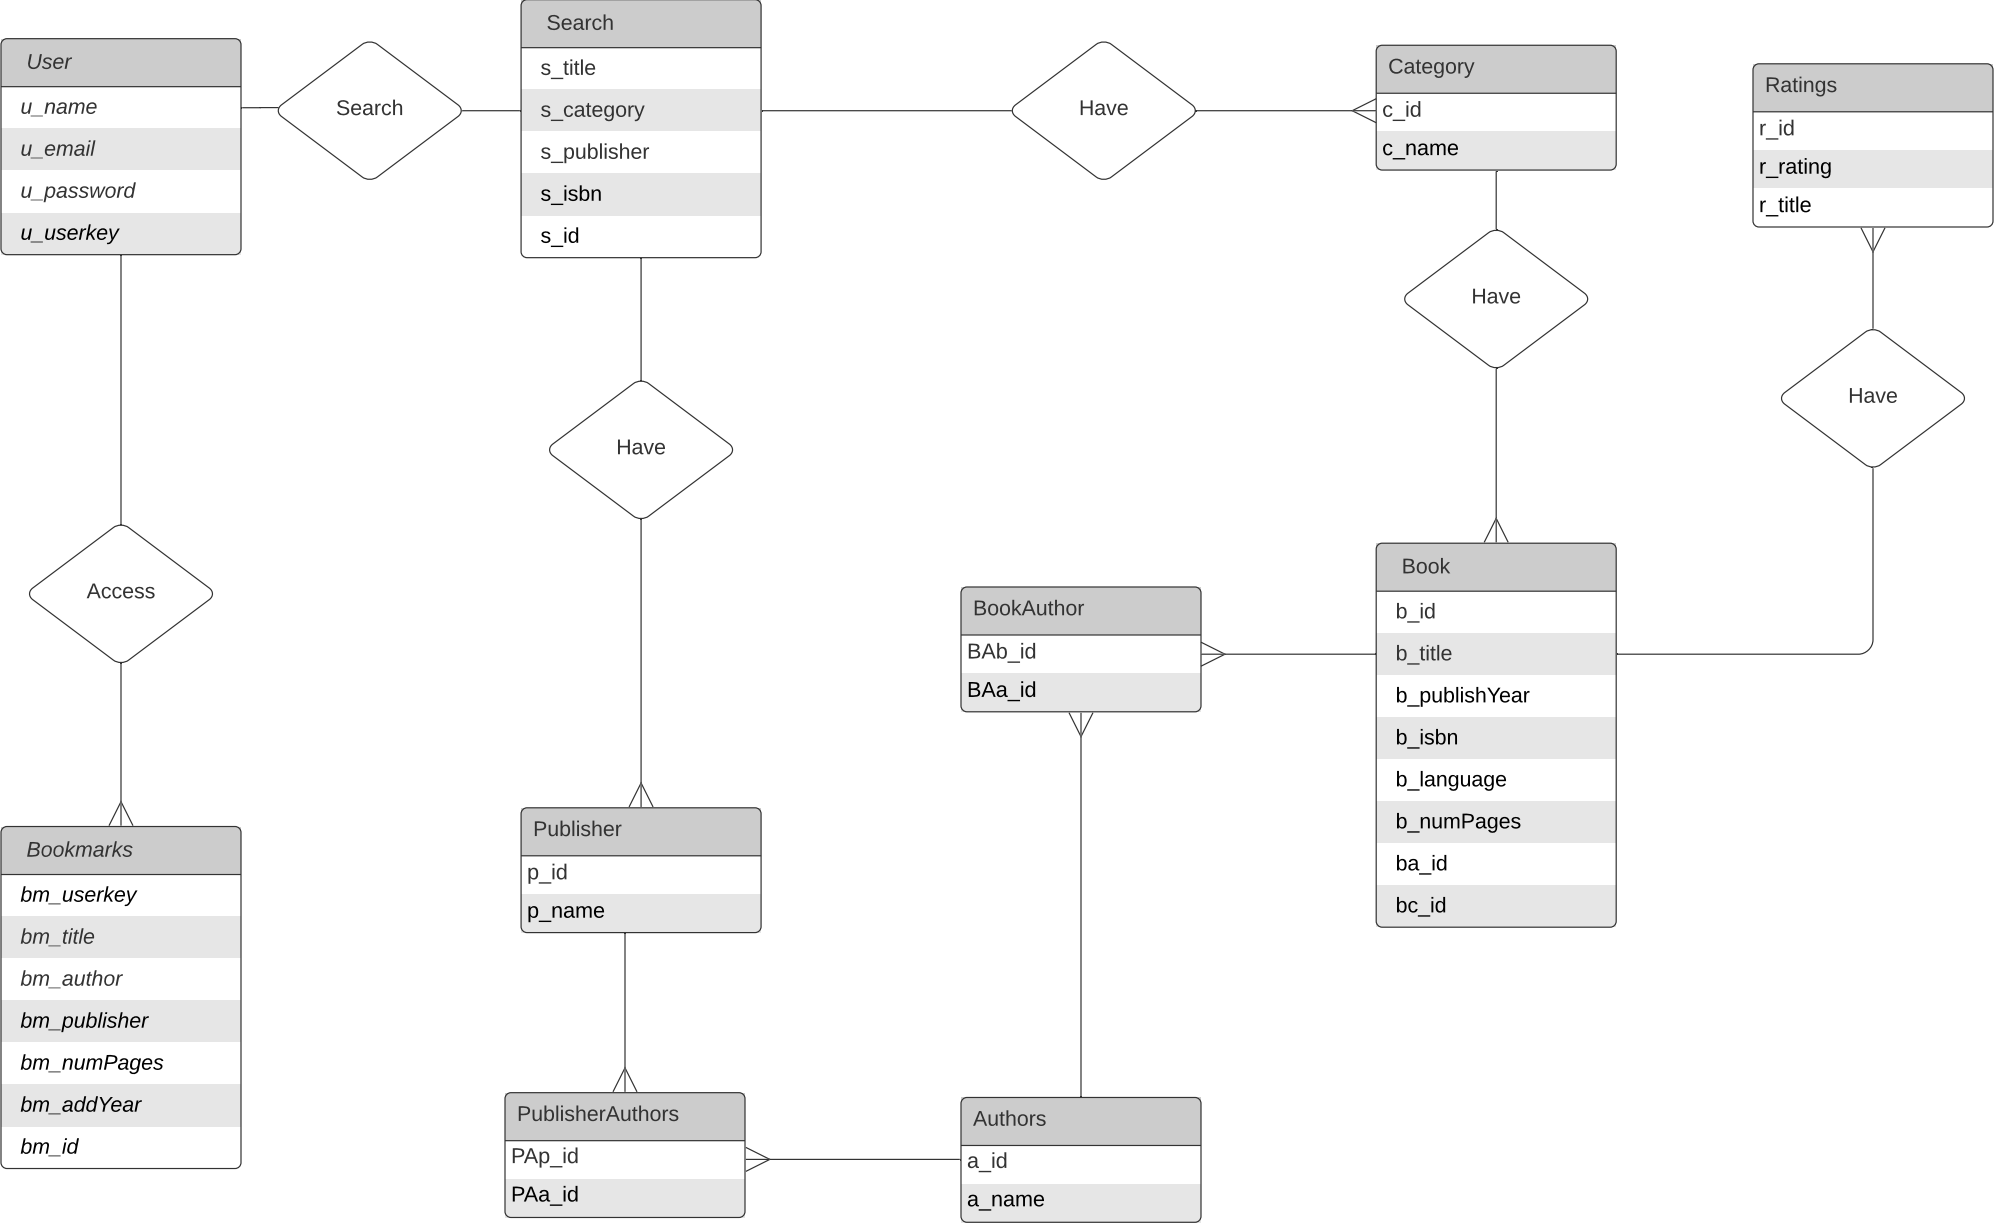 User
u_name
u_email
u_password
u_userkey
Search
Search
s_title
s_category
s_publisher
s_isbn
s_id
Have
Category
c_id
c_name
Ratings
r_id
r_rating
r_title
Have
Have
Have
Access
BookAuthor
BAb_id
BAa_id
Book
b_id
b_title
b_publishYear
b_isbn
b_language
b_numPages
ba_id
bc_id
Bookmarks
bm_userkey
bm_title
bm_author
bm_publisher
bm_numPages
bm_addYear
bm_id
Publisher
p_id
p_name
PublisherAuthors
PAp_id
PAa_id
Authors
a_id
a_name